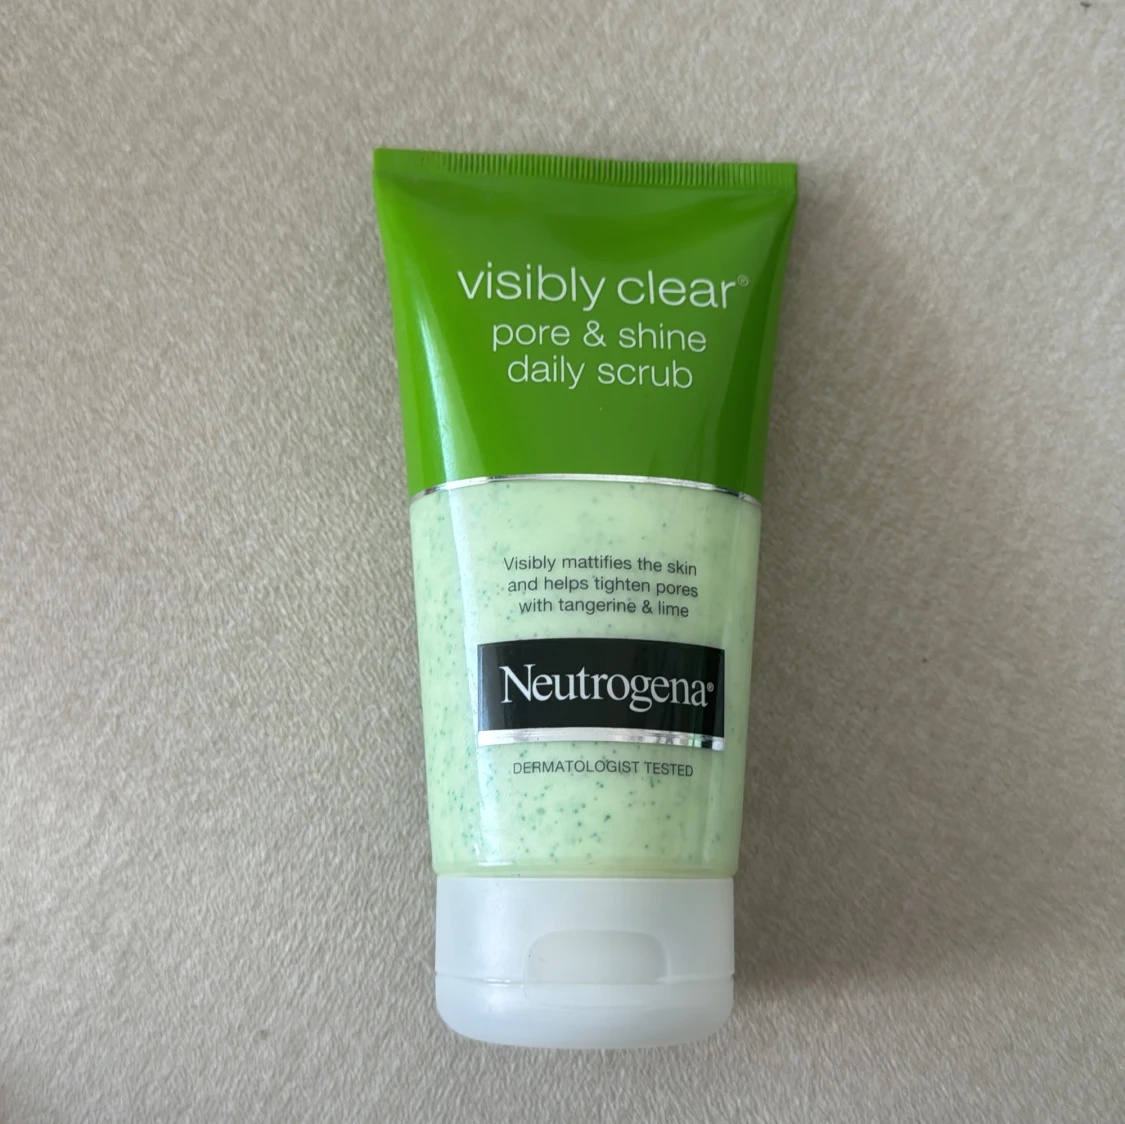 visibly clear®
pore & shine
daily scrub
Visibly mattifies the skin
and helps tighten pores
with tangerine & lime
Neutrogena®
DERMATOLOGIST TESTED